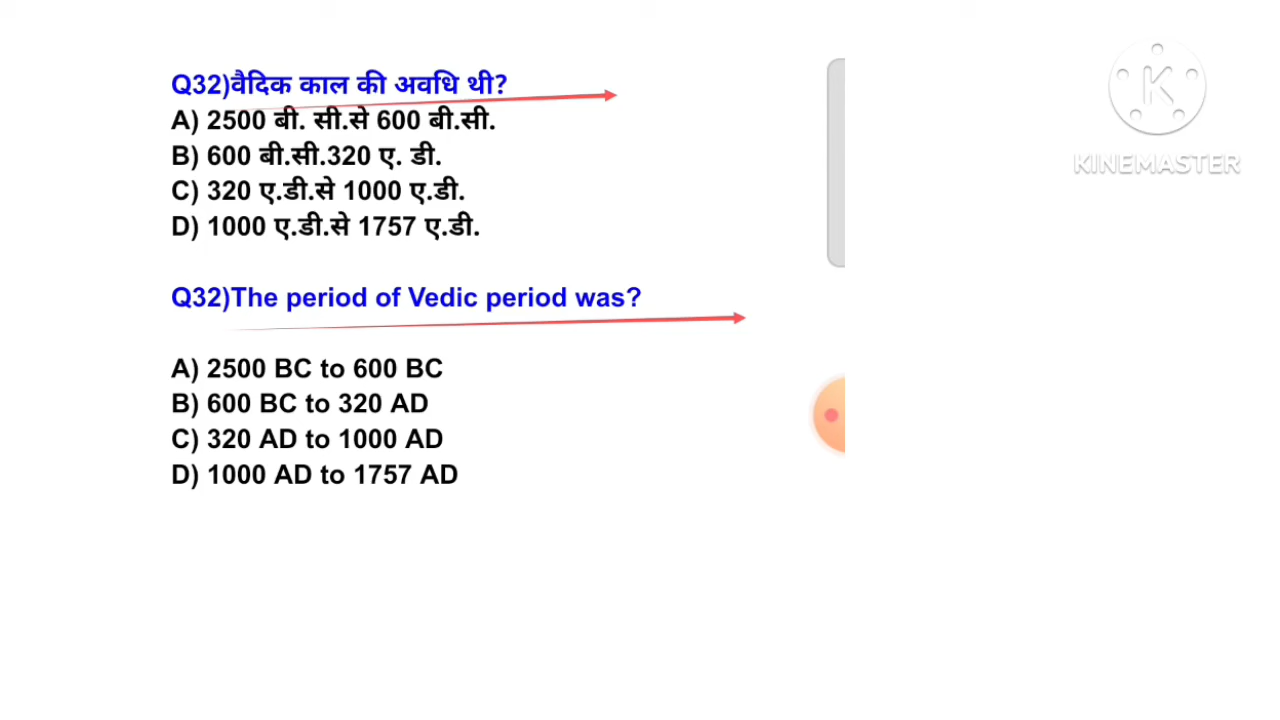 Q32)वैदिक काल की अवधि थी?
A) 2500 बी. सी.से 600 बी.सी.
B) 600 बी.सी.320 ए. डी.
C) 320 ए.डी.से 1000 ए.डी.
D) 1000 ए.डी.से 1757 ए.डी.
Q32)The period of Vedic period was?
A) 2500 BC to 600 BC
B) 600 BC to 320 AD
C) 320 AD to 1000 AD
D) 1000 AD to 1757 AD
K
KINEMASTER